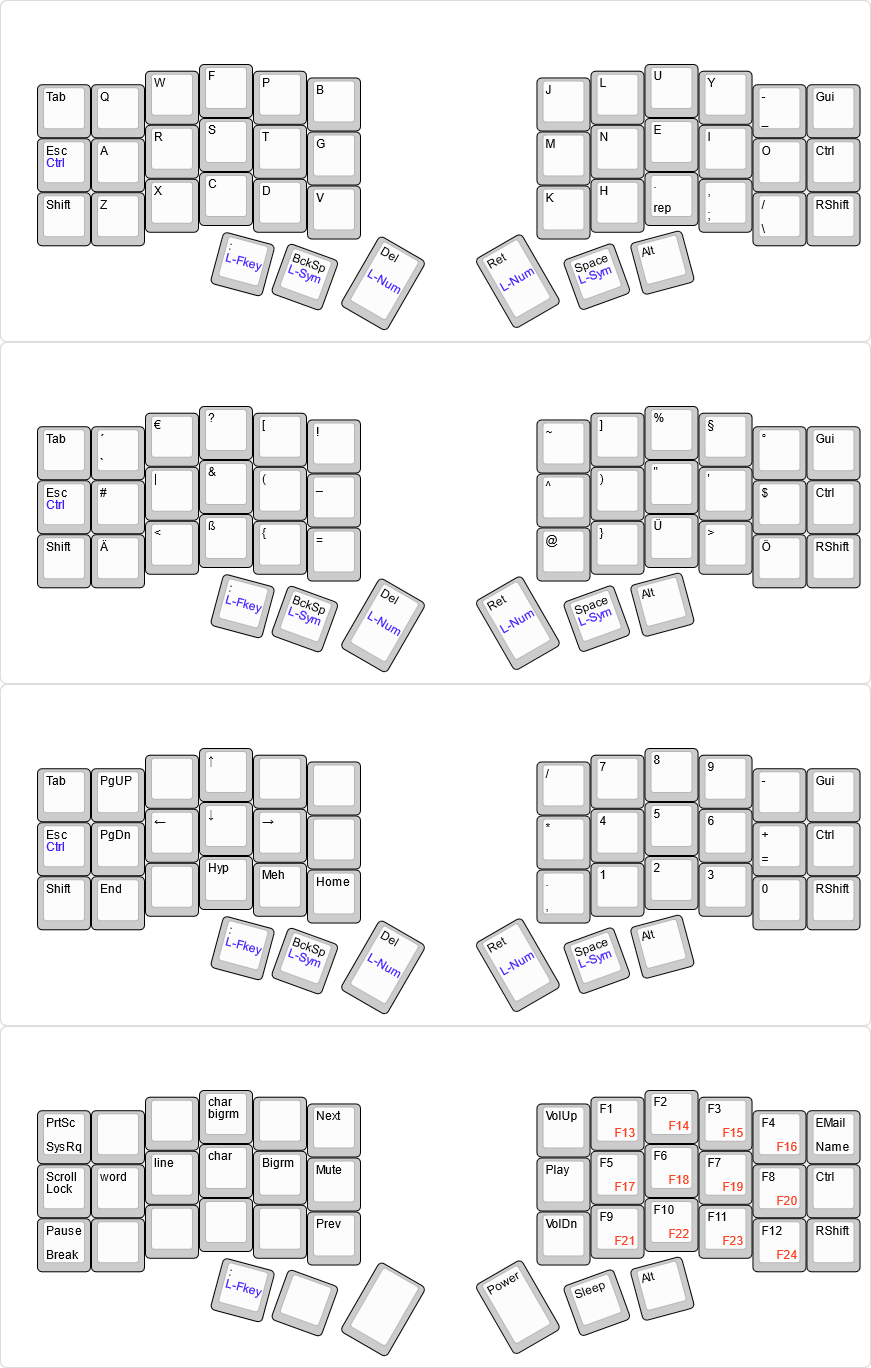 Tab Q W F P B J L U Y - _ Gui
Esc Ctrl A R S T G M N E I O Ctrl
Shift Z X C D V K H . rep , ; / \ RShift
: L-Fkey BckSp L-Sym Del L-Num Ret L-Num Space L-Sym Alt
Tab ´ ` € ? [ ! ~ ] % § ° Gui
Esc Ctrl # | & ( – ^ ) " ' $ Ctrl
Shift Ä < ß { = @ } Ü > Ö RShift
: L-Fkey BckSp L-Sym Del L-Num Ret L-Num Space L-Sym Alt
Tab PgUP ↑ / 7 8 9 - Gui
Esc Ctrl PgDn ← ↓ → * 4 5 6 + = Ctrl
Shift End Hyp Meh Home . , 1 2 3 0 RShift
: L-Fkey BckSp L-Sym Del L-Num Ret L-Num Space L-Sym Alt
PrtSc SysRq char bigrm Next VolUp F1 F13 F2 F14 F3 F15 F4 F16 EMail Name
Scroll Lock word line char Bigrm Mute Play F5 F17 F6 F18 F7 F19 F8 F20 Ctrl
Pause Break Prev VolDn F9 F21 F10 F22 F11 F23 F12 F24 RShift
: L-Fkey Power Sleep Alt